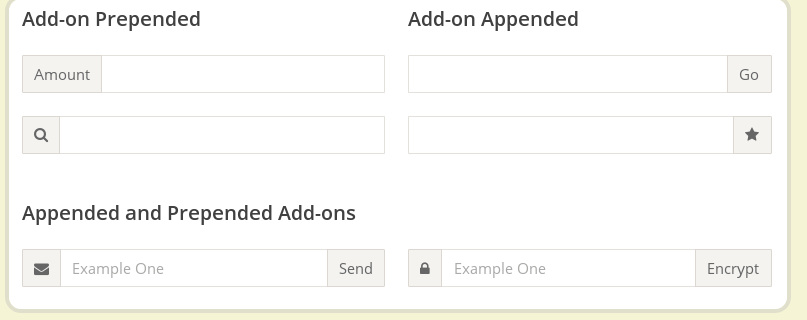 Add-on Prepended
Add-on Appended
Amount
Go
Appended and Prepended Add-ons
Example One
Send
Example One
Encrypt